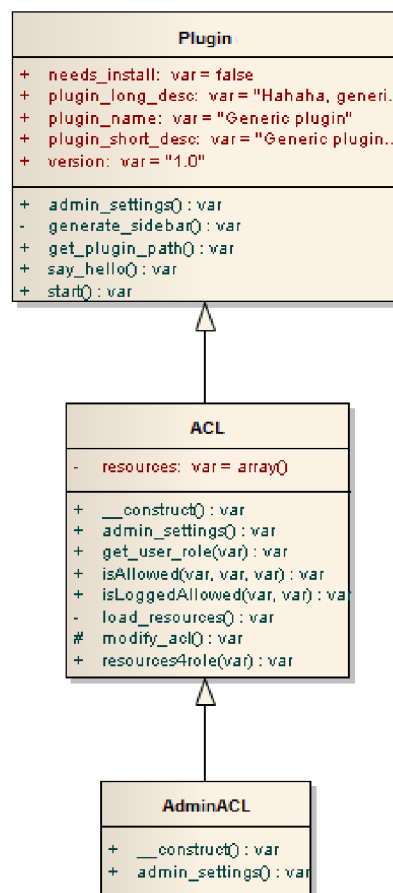 Plugin
+ needs_install: var = false
+ plugin_long_desc: var = "Hahaha, generi...
+ plugin_name: var = "Generic plugin"
+ plugin_short_desc: var = "Generic plugin...
+ version: var = "1.0"
+ admin_settings() : var
- generate_sidebar() : var
+ get_plugin_path() : var
+ say_hello() : var
+ start() : var
ACL
- resources: var = array()
+ __construct() : var
+ admin_settings() : var
+ get_user_role(var) : var
+ isAllowed(var, var, var) : var
+ isLoggedAllowed(var, var) : var
- load_resources() : var
# modify_acl() : var
+ resources4role(var) : var
AdminACL
+ __construct() : var
+ admin_settings() : var